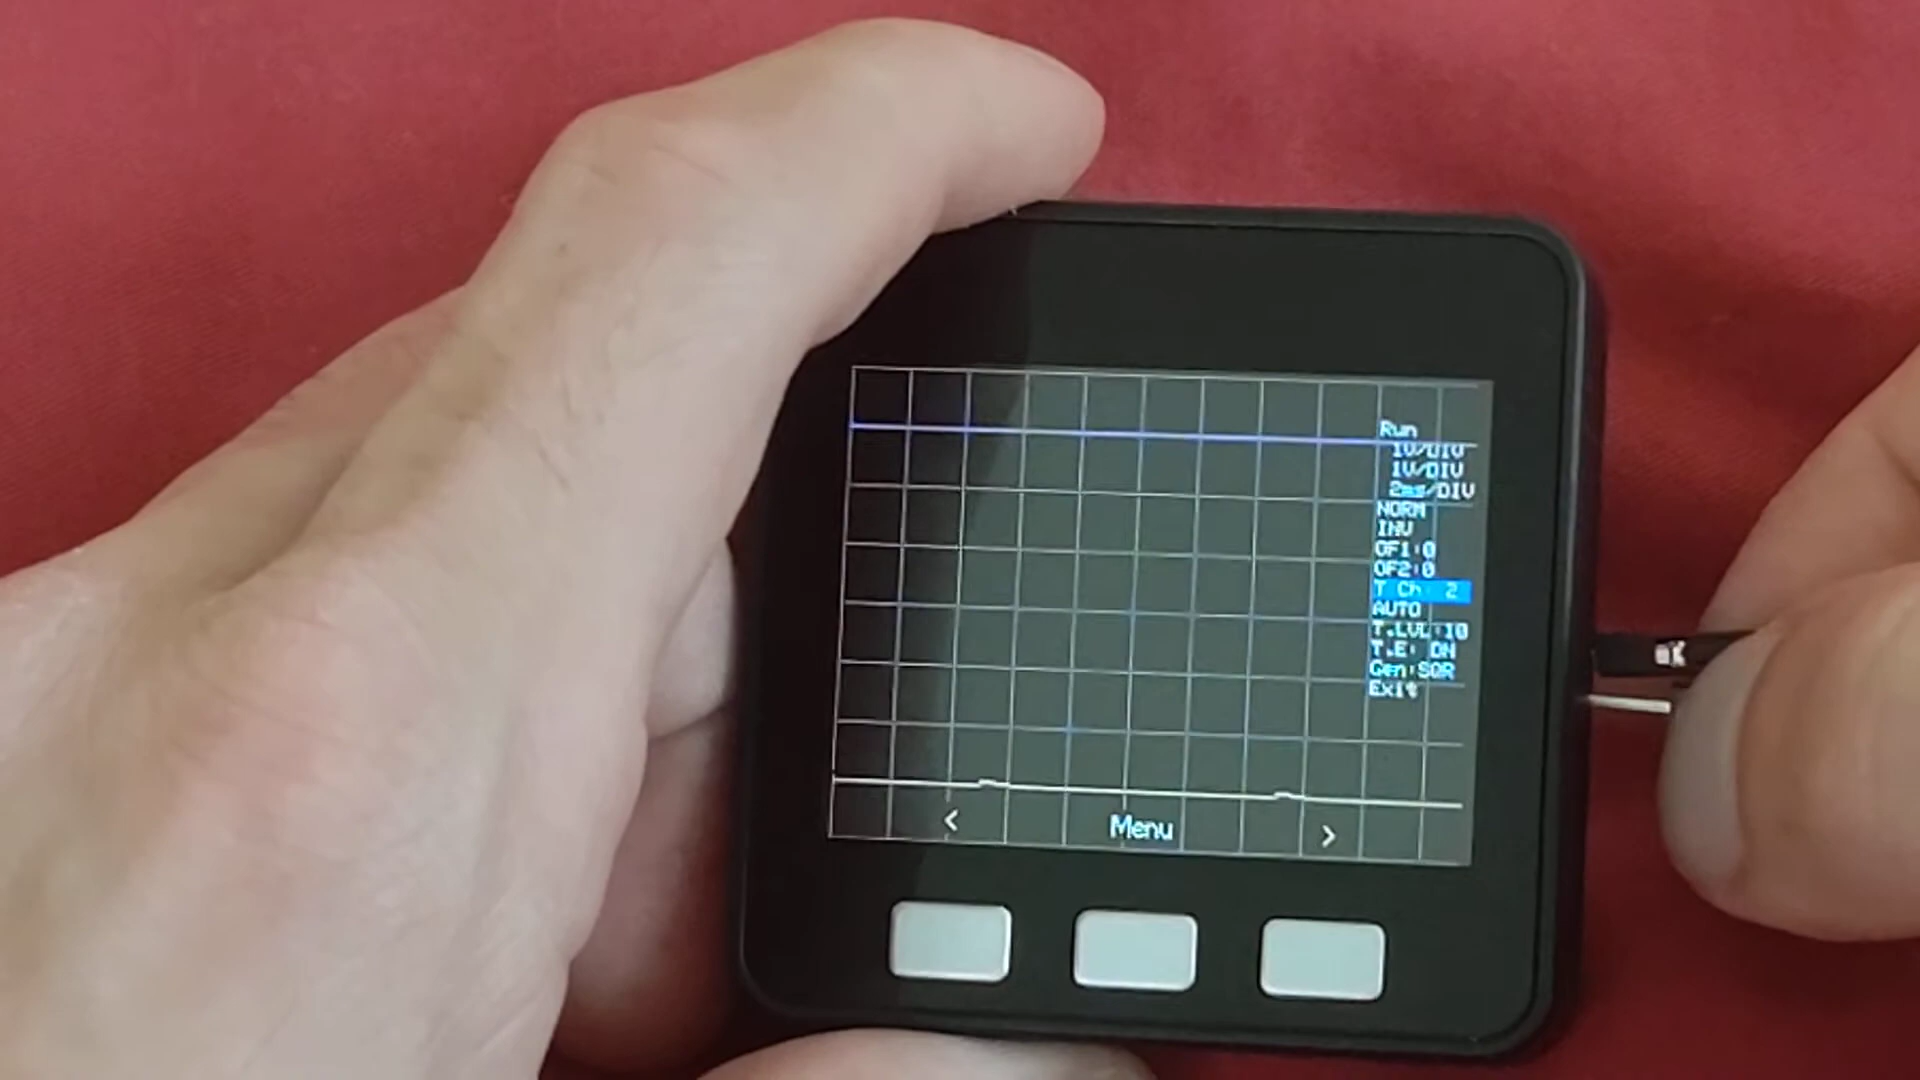 Run
1V/DIV
1V/DIV
2ms/DIV
NORM
INV
OF1:0
OF2:0
T Ch: 2
AUTO
T.LVL:10
T.E: DN
Gen:SQR
Exit
< Menu >